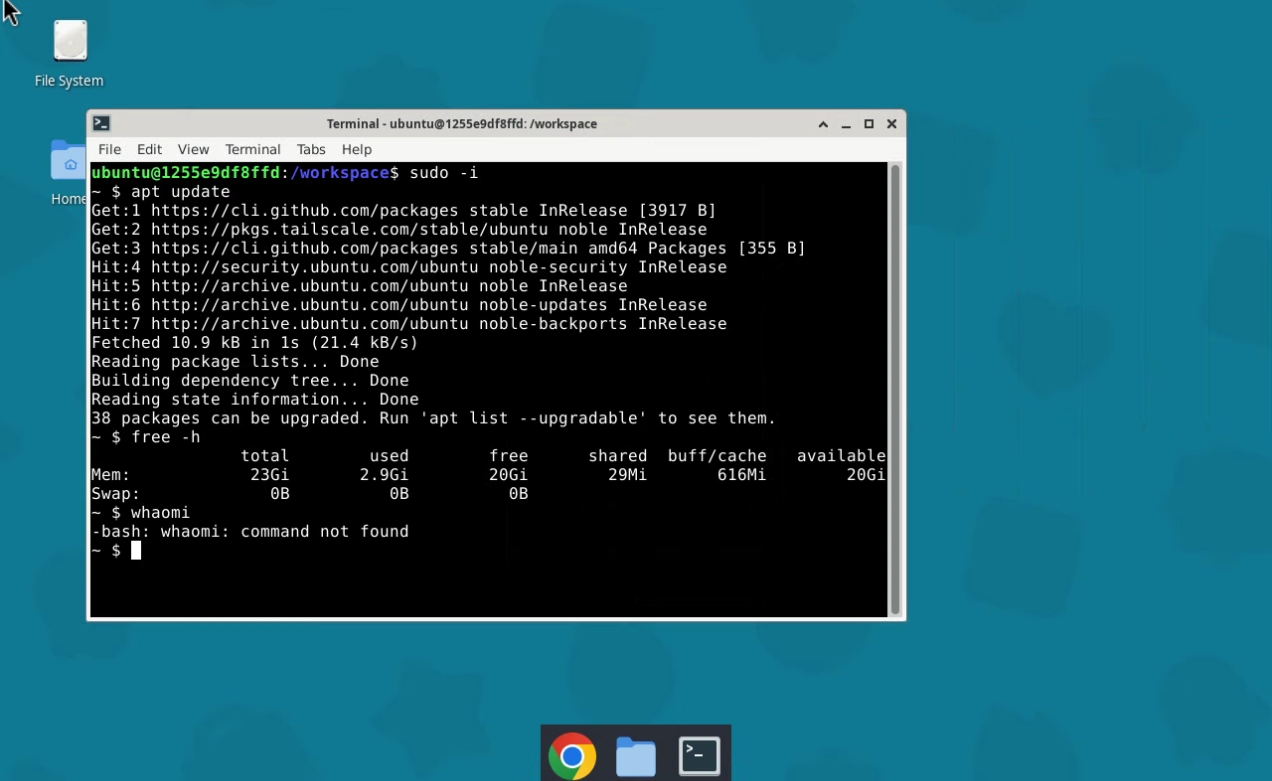 File System
Home
Terminal - ubuntu@1255e9df8ffd: /workspace
File Edit View Terminal Tabs Help
ubuntu@1255e9df8ffd:/workspace$ sudo -i
~ $ apt update
Get:1 https://cli.github.com/packages stable InRelease [3917 B]
Get:2 https://pkgs.tailscale.com/stable/ubuntu noble InRelease
Get:3 https://cli.github.com/packages stable/main amd64 Packages [355 B]
Hit:4 http://security.ubuntu.com/ubuntu noble-security InRelease
Hit:5 http://archive.ubuntu.com/ubuntu noble InRelease
Hit:6 http://archive.ubuntu.com/ubuntu noble-updates InRelease
Hit:7 http://archive.ubuntu.com/ubuntu noble-backports InRelease
Fetched 10.9 kB in 1s (21.4 kB/s)
Reading package lists... Done
Building dependency tree... Done
Reading state information... Done
38 packages can be upgraded. Run 'apt list --upgradable' to see them.
~ $ free -h
               total        used        free      shared  buff/cache   available
Mem:            23Gi       2.9Gi        20Gi        29Mi       616Mi        20Gi
Swap:             0B          0B          0B
~ $ whaomi
-bash: whaomi: command not found
~ $